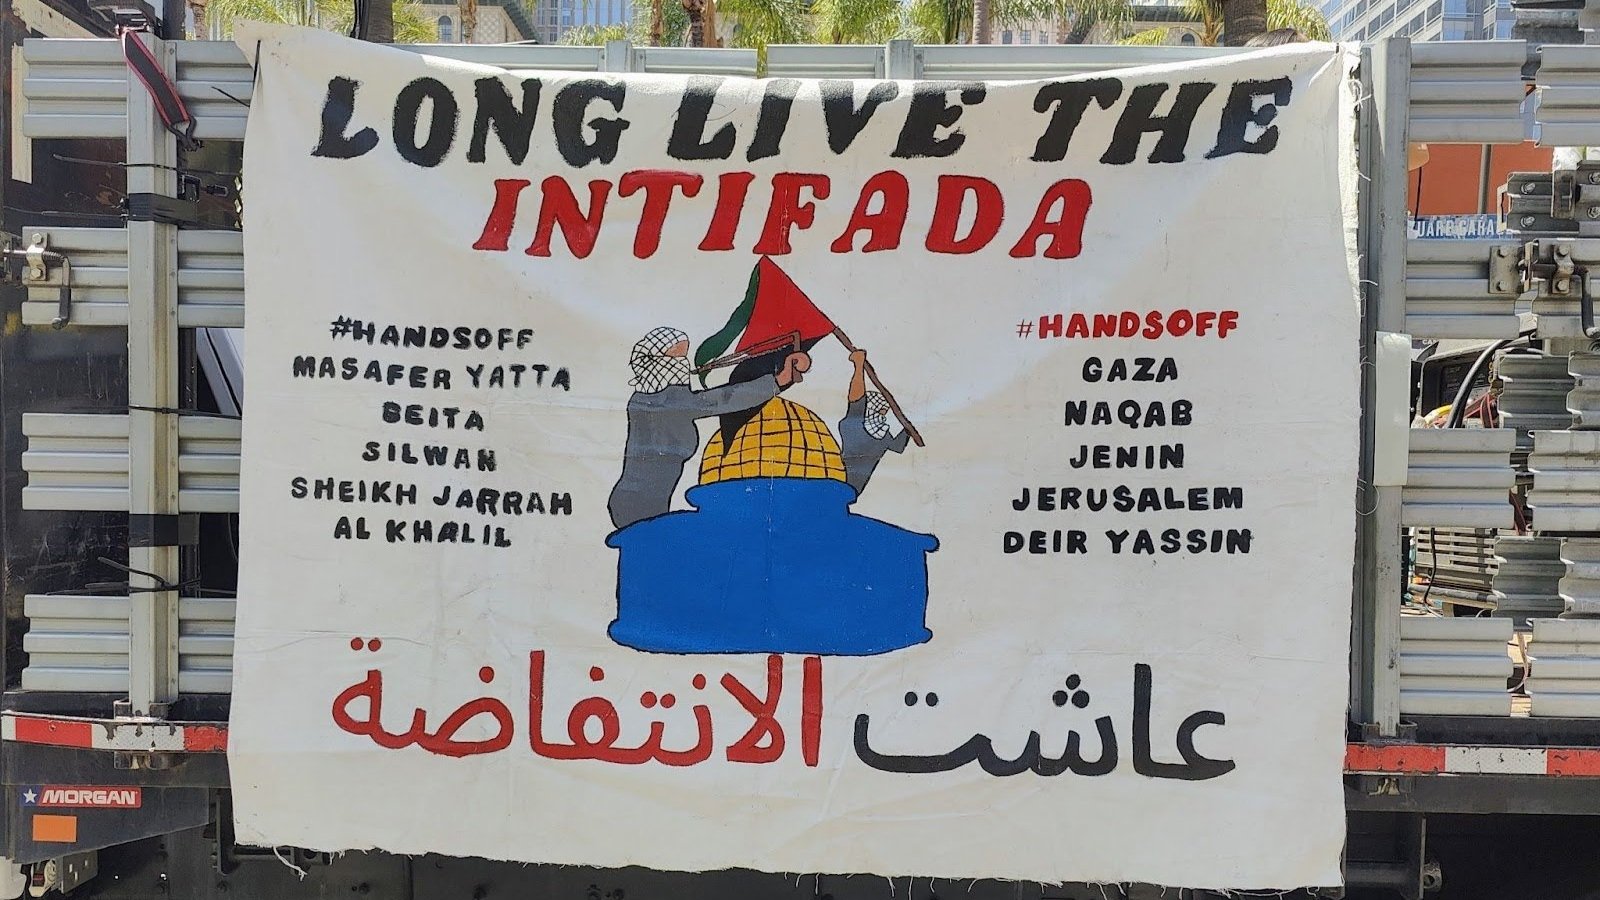 LONG LIVE THE
INTIFADA
#HANDSOFF
MASAFER YATTA
BEITA
SILWAN
SHEIKH JARRAH
AL KHALIL
#HANDSOFF
GAZA
NAQAB
JENIN
JERUSALEM
DEIR YASSIN
عاشت الانتفاضة
MORGAN